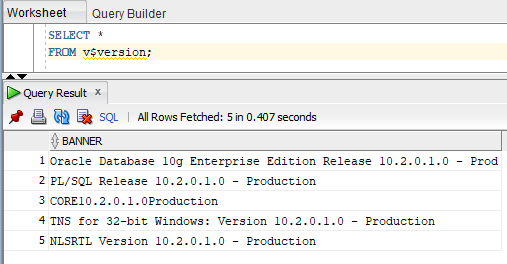 Worksheet Query Builder
SELECT *
FROM v$version;
Query Result ×
SQL | All Rows Fetched: 5 in 0.407 seconds
BANNER
1 Oracle Database 10g Enterprise Edition Release 10.2.0.1.0 - Prod
2 PL/SQL Release 10.2.0.1.0 - Production
3 CORE10.2.0.1.0Production
4 TNS for 32-bit Windows: Version 10.2.0.1.0 - Production
5 NLSRTL Version 10.2.0.1.0 - Production